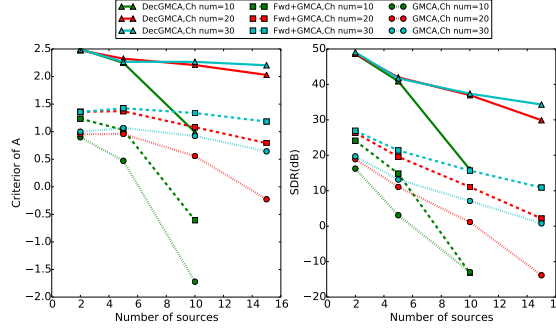 DecGMCA,Ch num=10 Fwd+GMCA,Ch num=10 GMCA,Ch num=10
DecGMCA,Ch num=20 Fwd+GMCA,Ch num=20 GMCA,Ch num=20
DecGMCA,Ch num=30 Fwd+GMCA,Ch num=30 GMCA,Ch num=30
Criterior of A
2.5
2.0
1.5
1.0
0.5
0.0
−0.5
−1.0
−1.5
−2.0
0 2 4 6 8 10 12 14 16
Number of sources
SDR(dB)
50
40
30
20
10
0
−10
−20
0 2 4 6 8 10 12 14
Number of sources